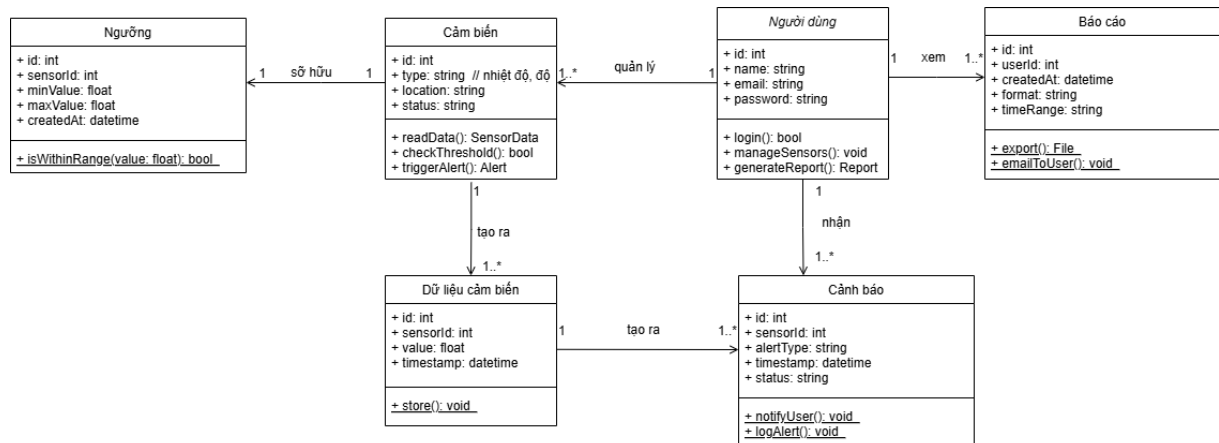 Ngưỡng
+ id: int
+ sensorId: int
+ minValue: float
+ maxValue: float
+ createdAt: datetime
+ isWithinRange(value: float): bool
1
sỡ hữu
1
Cảm biến
+ id: int
+ type: string // nhiệt độ, độ
+ location: string
+ status: string
+ readData(): SensorData
+ checkThreshold(): bool
+ triggerAlert(): Alert
1..*
quản lý
1
Người dùng
+ id: int
+ name: string
+ email: string
+ password: string
+ login(): bool
+ manageSensors(): void
+ generateReport(): Report
1
xem
1..*
Báo cáo
+ id: int
+ userId: int
+ createdAt: datetime
+ format: string
+ timeRange: string
+ export(): File
+ emailToUser(): void
1
tạo ra
1..*
1
nhận
1..*
Dữ liệu cảm biến
+ id: int
+ sensorId: int
+ value: float
+ timestamp: datetime
+ store(): void
1
tạo ra
1..*
Cảnh báo
+ id: int
+ sensorId: int
+ alertType: string
+ timestamp: datetime
+ status: string
+ notifyUser(): void
+ logAlert(): void